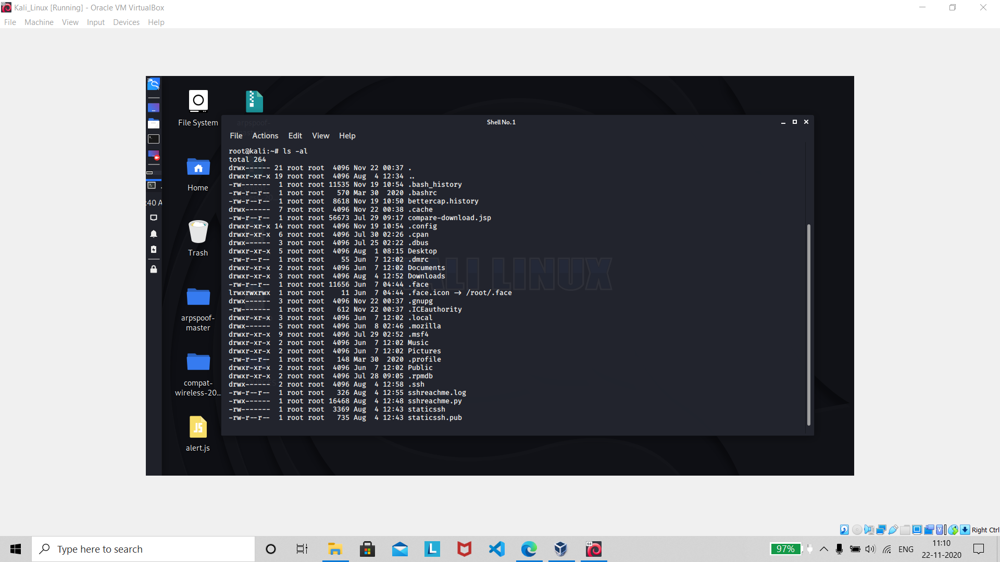 Kali_Linux [Running] - Oracle VM VirtualBox
File Machine View Input Devices Help
File System
Home
Trash
arpspoof-
master
compat-
wireless-20...
alert.js
arpspoof-
:40 A
Shell No.1
File Actions Edit View Help
root@kali:~# ls -al
total 264
drwx------ 21 root root  4096 Nov 22 00:37 .
drwxr-xr-x 19 root root  4096 Aug  4 12:34 ..
-rw-------  1 root root 11535 Nov 19 10:54 .bash_history
-rw-r--r--  1 root root   570 Mar 30  2020 .bashrc
-rw-r--r--  1 root root  8618 Nov 19 10:50 bettercap.history
drwx------  7 root root  4096 Nov 22 00:38 .cache
-rw-r--r--  1 root root 56673 Jul 29 09:17 compare-download.jsp
drwxr-xr-x 14 root root  4096 Nov 19 10:54 .config
drwxr-xr-x  6 root root  4096 Jul 30 02:26 .cpan
drwx------  3 root root  4096 Jul 25 02:22 .dbus
drwxr-xr-x  5 root root  4096 Aug  1 08:15 Desktop
-rw-r--r--  1 root root    55 Jun  7 12:02 .dmrc
drwxr-xr-x  2 root root  4096 Jun  7 12:02 Documents
drwxr-xr-x  3 root root  4096 Aug  4 12:52 Downloads
-rw-r--r--  1 root root 11656 Jun  7 04:44 .face
lrwxrwxrwx  1 root root    11 Jun  7 04:44 .face.icon → /root/.face
drwx------  3 root root  4096 Nov 22 00:37 .gnupg
-rw-------  1 root root   612 Nov 22 00:37 .ICEauthority
drwxr-xr-x  3 root root  4096 Jun  7 12:02 .local
drwx------  5 root root  4096 Jun  8 02:46 .mozilla
drwxr-xr-x  9 root root  4096 Jul 29 02:52 .msf4
drwxr-xr-x  2 root root  4096 Jun  7 12:02 Music
drwxr-xr-x  2 root root  4096 Jun  7 12:02 Pictures
-rw-r--r--  1 root root   148 Mar 30  2020 .profile
drwxr-xr-x  2 root root  4096 Jun  7 12:02 Public
drwxr-xr-x  2 root root  4096 Jul 28 09:05 .rpmdb
drwx------  2 root root  4096 Aug  4 12:58 .ssh
-rw-r--r--  1 root root   326 Aug  4 12:55 sshreachme.log
-rwx------  1 root root 16468 Aug  4 12:48 sshreachme.py
-rw-------  1 root root  3369 Aug  4 12:43 staticssh
-rw-r--r--  1 root root   735 Aug  4 12:43 staticssh.pub
KALI LINUX
JS
Right Ctrl
Type here to search
L
64
97%
ENG
11:10
22-11-2020